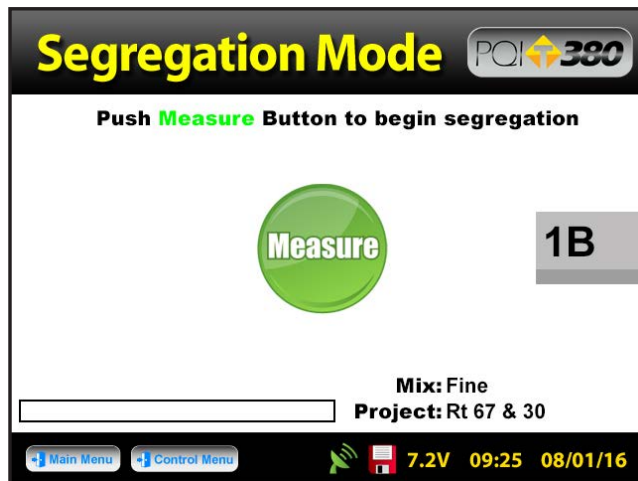 Segregation Mode PQI T 380
Push Measure Button to begin segregation
Measure
1B
Mix: Fine
Project: Rt 67 & 30
Main Menu Control Menu 7.2V 09:25 08/01/16